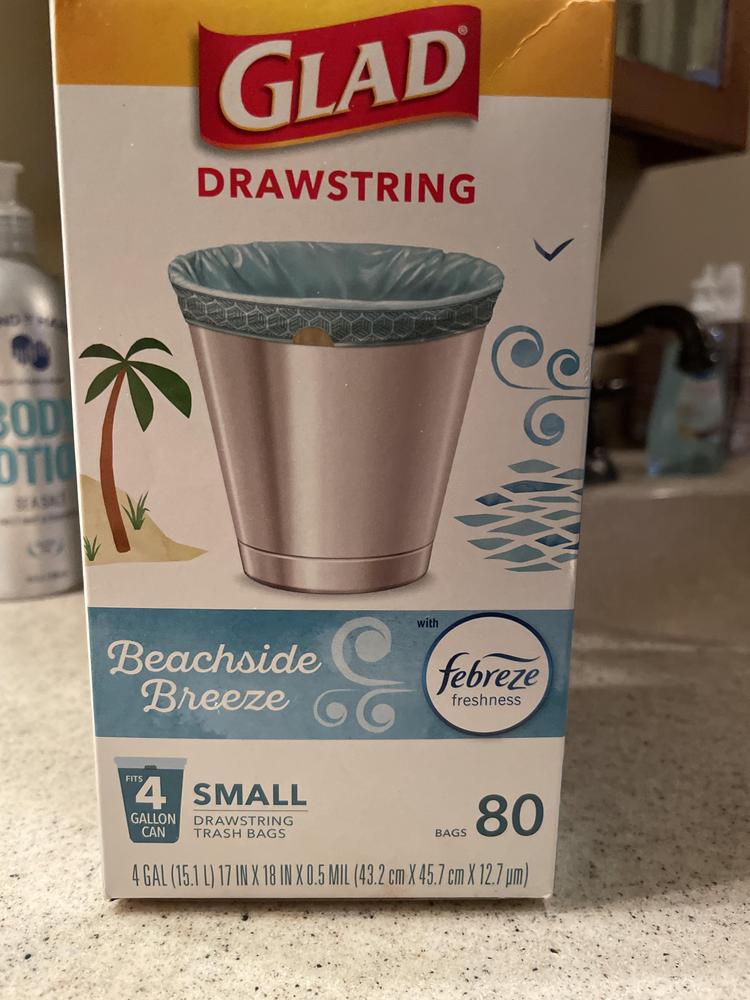 GLAD®
DRAWSTRING
BODY
OTIO
Beachside
Breeze
with
febreze
freshness
FITS
4
GALLON
CAN
SMALL
DRAWSTRING
TRASH BAGS
BAGS 80
4 GAL (15.1 L) 17 IN X 18 IN X 0.5 MIL (43.2 cm X 45.7 cm X 12.7 µm)